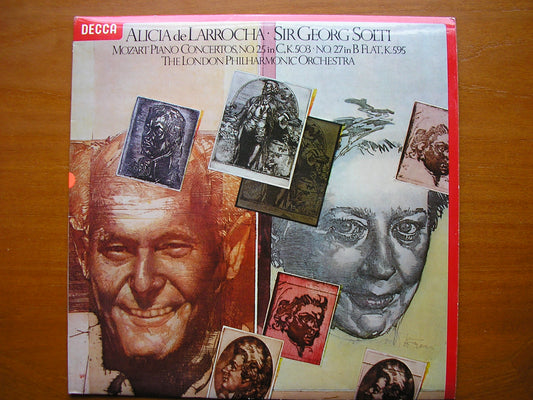 DECCA
ALICIA de LARROCHA · SIR GEORG SOLTI
MOZART PIANO CONCERTOS, NO. 25 in C, K.503 · NO. 27 in B FLAT, K.595
THE LONDON PHILHARMONIC ORCHESTRA